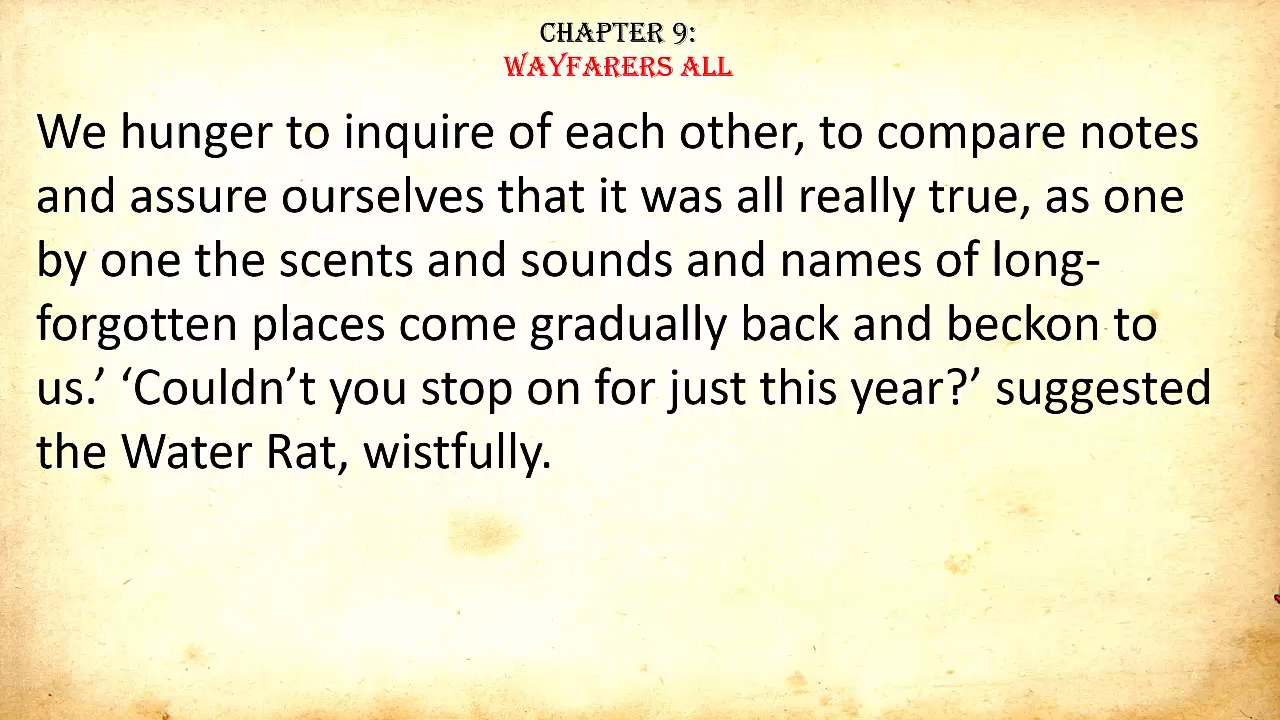 CHAPTER 9:
WAYFARERS ALL
We hunger to inquire of each other, to compare notes
and assure ourselves that it was all really true, as one
by one the scents and sounds and names of long-
forgotten places come gradually back and beckon to
us.’ ‘Couldn’t you stop on for just this year?’ suggested
the Water Rat, wistfully.